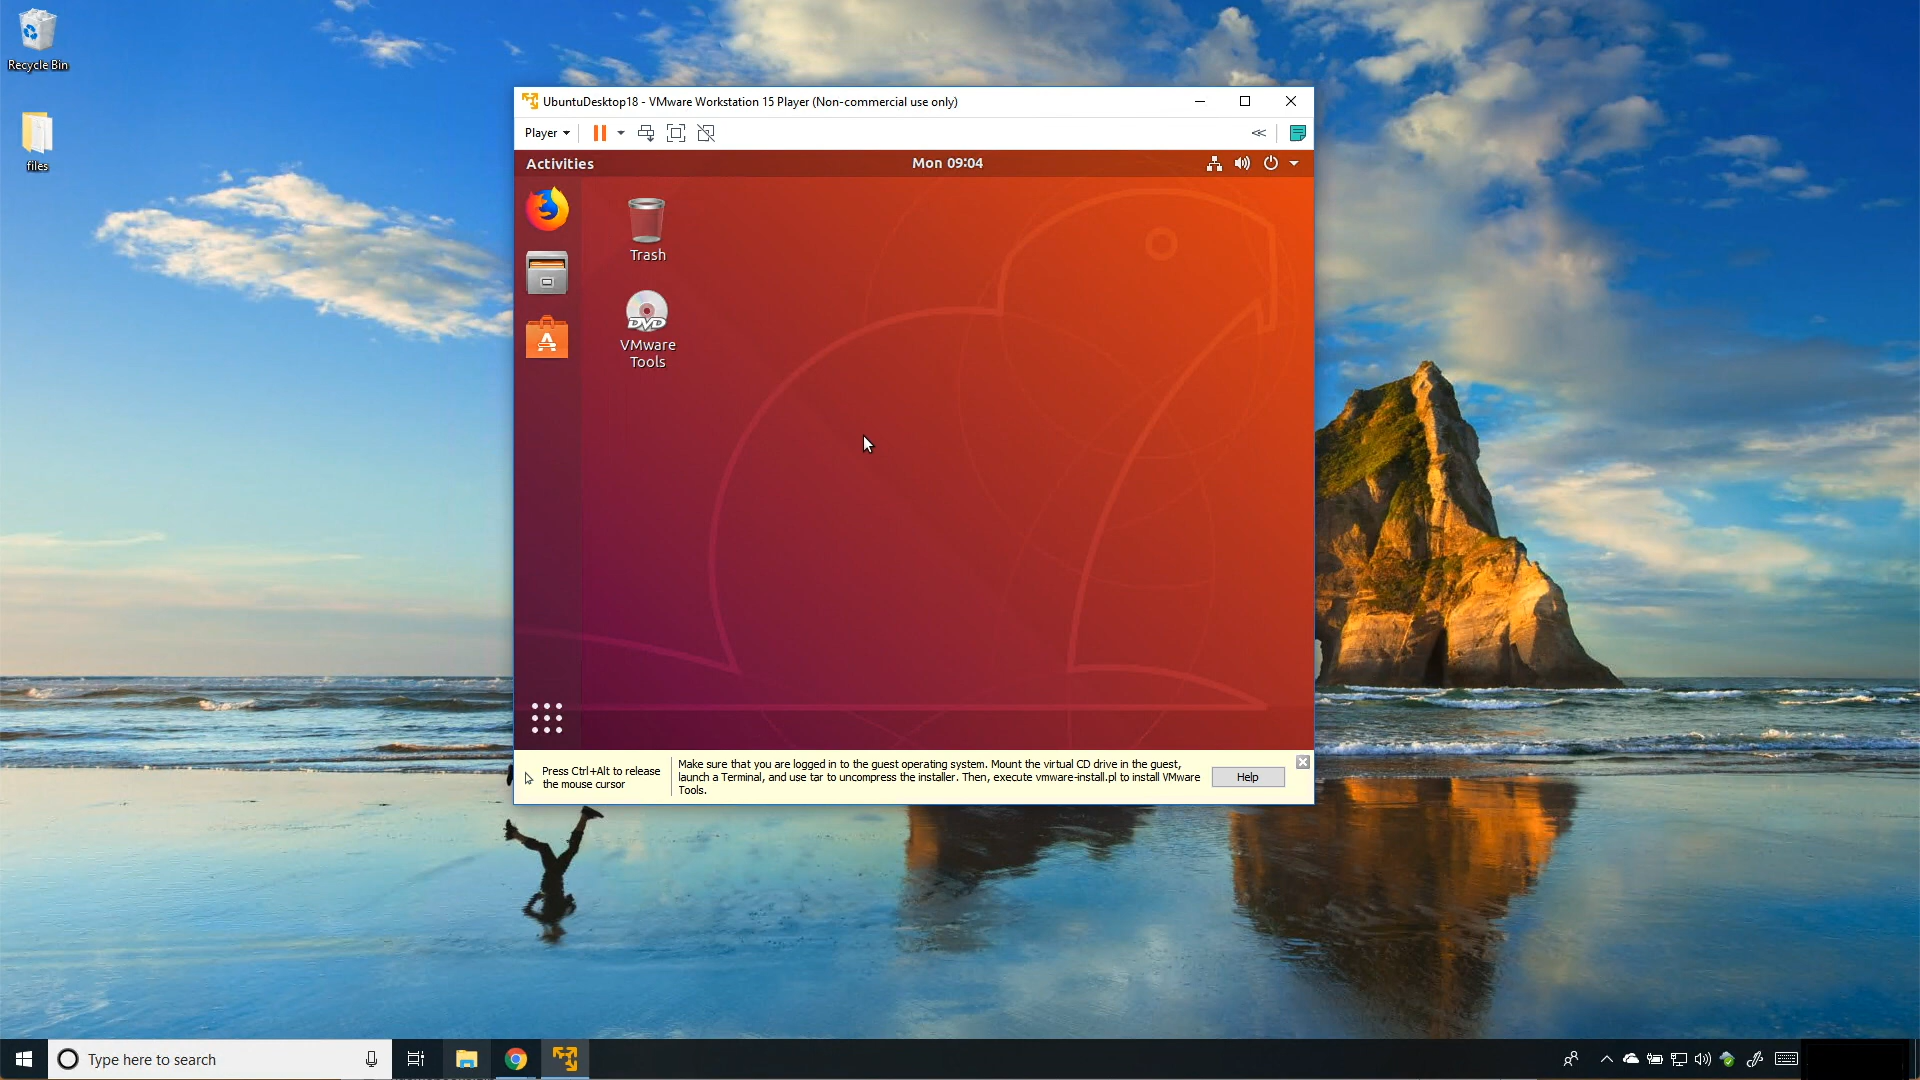 Recycle Bin
files
UbuntuDesktop18 - VMware Workstation 15 Player (Non-commercial use only)
Player
Activities
Mon 09:04
Trash
DVD
VMware
Tools
Press Ctrl+Alt to release
the mouse cursor
Make sure that you are logged in to the guest operating system. Mount the virtual CD drive in the guest,
launch a Terminal, and use tar to uncompress the installer. Then, execute vmware-install.pl to install VMware
Tools.
Help
Type here to search